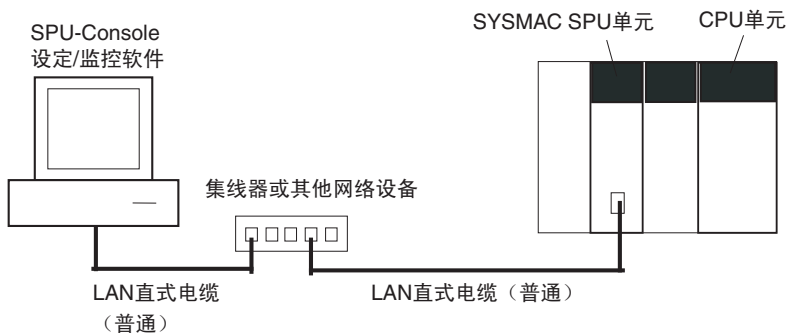 SYSMAC SPU单元
CPU单元
SPU-Console
设定/监控软件
集线器或其他网络设备
LAN直式电缆
（普通）
LAN直式电缆（普通）